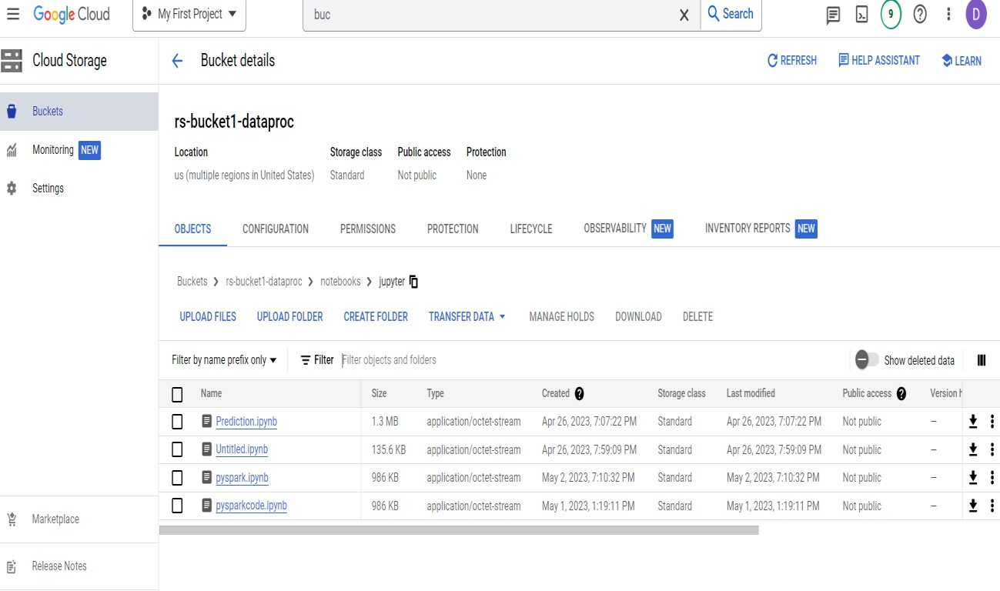 Google Cloud My First Project buc Search 9 D
Cloud Storage
Bucket details
REFRESH HELP ASSISTANT LEARN
Buckets
Monitoring NEW
Settings
Marketplace
Release Notes
rs-bucket1-dataproc
Location Storage class Public access Protection
us (multiple regions in United States) Standard Not public None
OBJECTS CONFIGURATION PERMISSIONS PROTECTION LIFECYCLE OBSERVABILITY NEW INVENTORY REPORTS NEW
Buckets > rs-bucket1-dataproc > notebooks > jupyter
UPLOAD FILES UPLOAD FOLDER CREATE FOLDER TRANSFER DATA MANAGE HOLDS DOWNLOAD DELETE
Filter by name prefix only Filter Filter objects and folders Show deleted data
Name Size Type Created Storage class Last modified Public access Version h
Prediction.ipynb 1.3 MB application/octet-stream Apr 26, 2023, 7:07:22 PM Standard Apr 26, 2023, 7:07:22 PM Not public –
Untitled.ipynb 135.6 KB application/octet-stream Apr 26, 2023, 7:59:09 PM Standard Apr 26, 2023, 7:59:09 PM Not public –
pyspark.ipynb 986 KB application/octet-stream May 2, 2023, 7:10:32 PM Standard May 2, 2023, 7:10:32 PM Not public –
pysparkcode.ipynb 986 KB application/octet-stream May 1, 2023, 1:19:11 PM Standard May 1, 2023, 1:19:11 PM Not public –